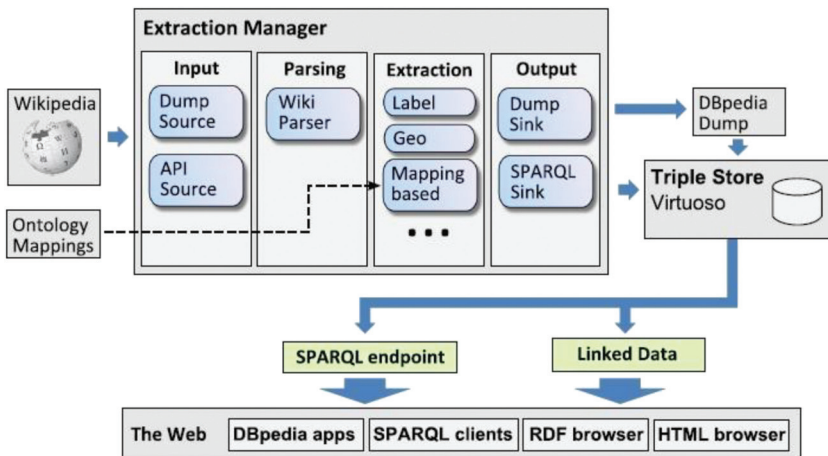 Extraction Manager
Wikipedia
Input
Dump
Source
API
Source
Parsing
Wiki
Parser
Extraction
Label
Geo
Mapping
based
Output
Dump
Sink
SPARQL
Sink
DBpedia
Dump
Triple Store
Virtuoso
Ontology
Mappings
SPARQL endpoint
Linked Data
The Web
DBpedia apps
SPARQL clients
RDF browser
HTML browser